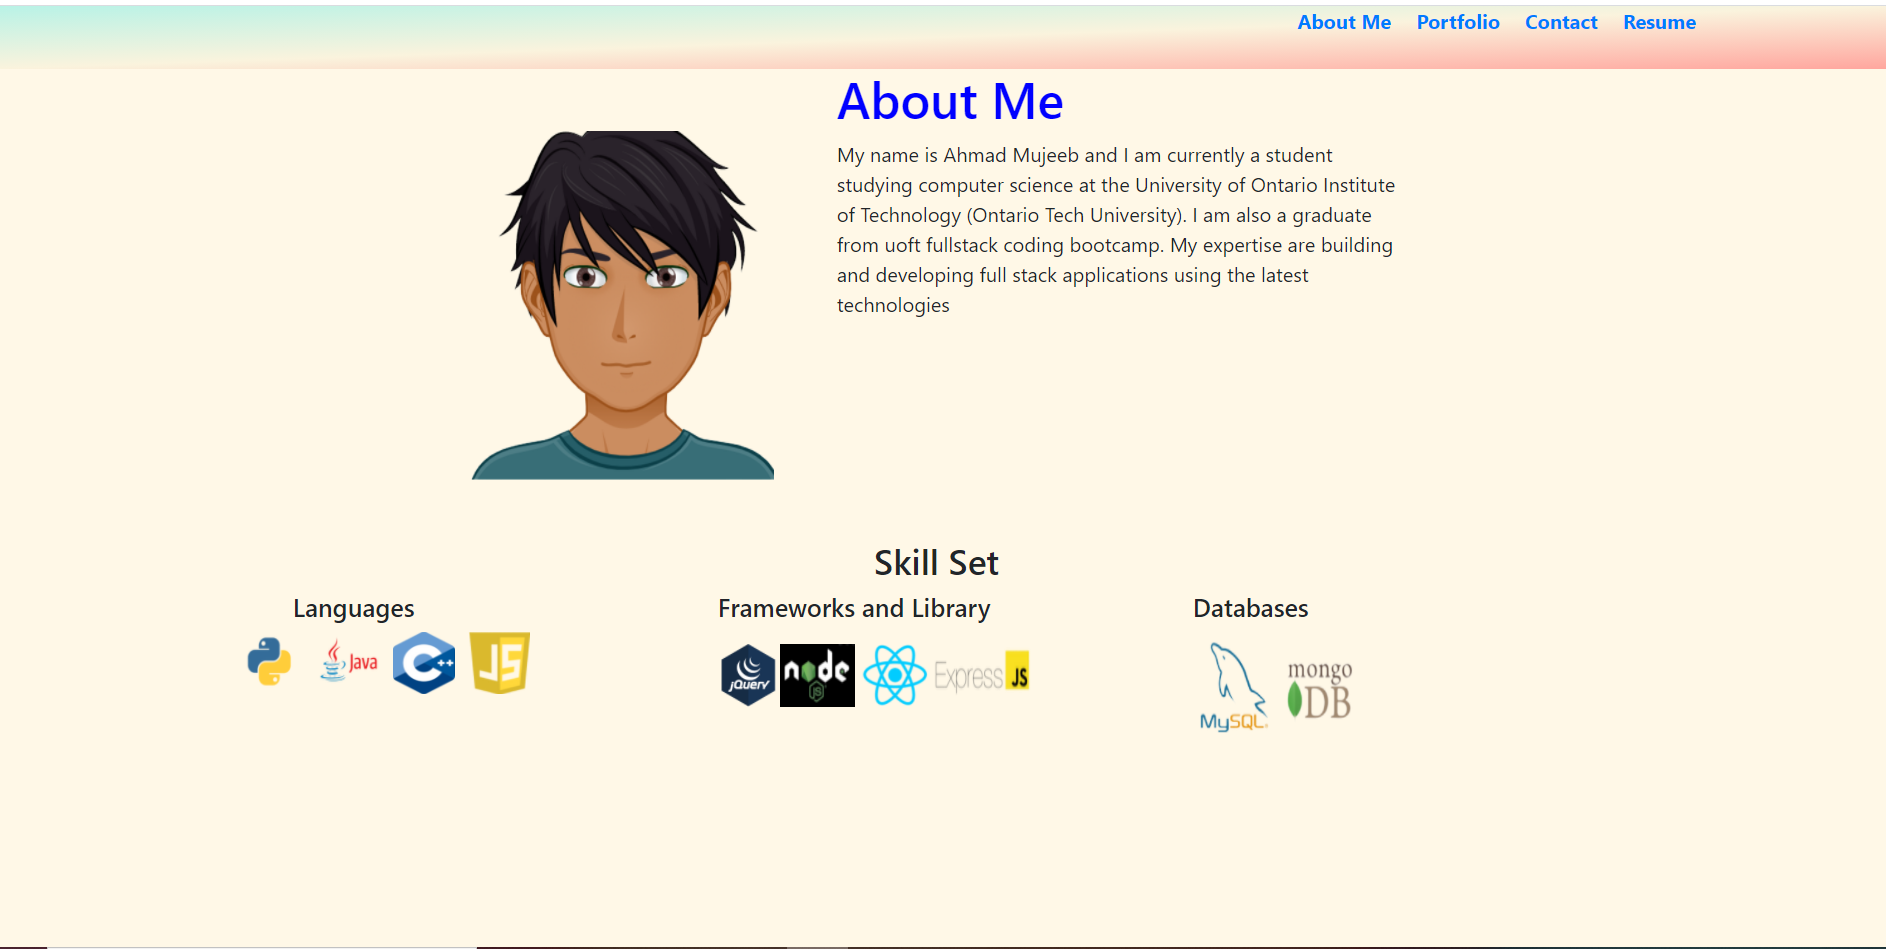 About Me Portfolio Contact Resume
About Me
My name is Ahmad Mujeeb and I am currently a student
studying computer science at the University of Ontario Institute
of Technology (Ontario Tech University). I am also a graduate
from uoft fullstack coding bootcamp. My expertise are building
and developing full stack applications using the latest
technologies
Skill Set
Languages
Java
C++
JS
Frameworks and Library
jQuery
node
JS
Express JS
Databases
MySQL
mongo
DB